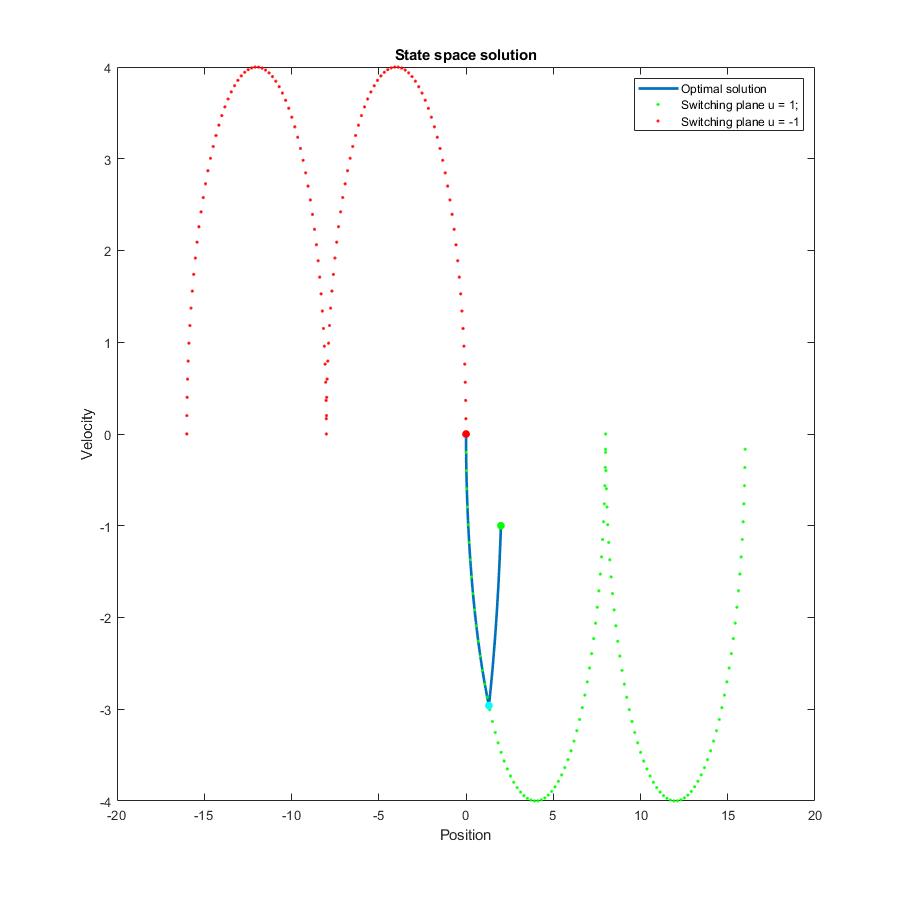 State space solution
Optimal solution
Switching plane u = 1;
Switching plane u = -1
4
3
2
1
0
-1
-2
-3
-4
Velocity
-20 -15 -10 -5 0 5 10 15 20
Position